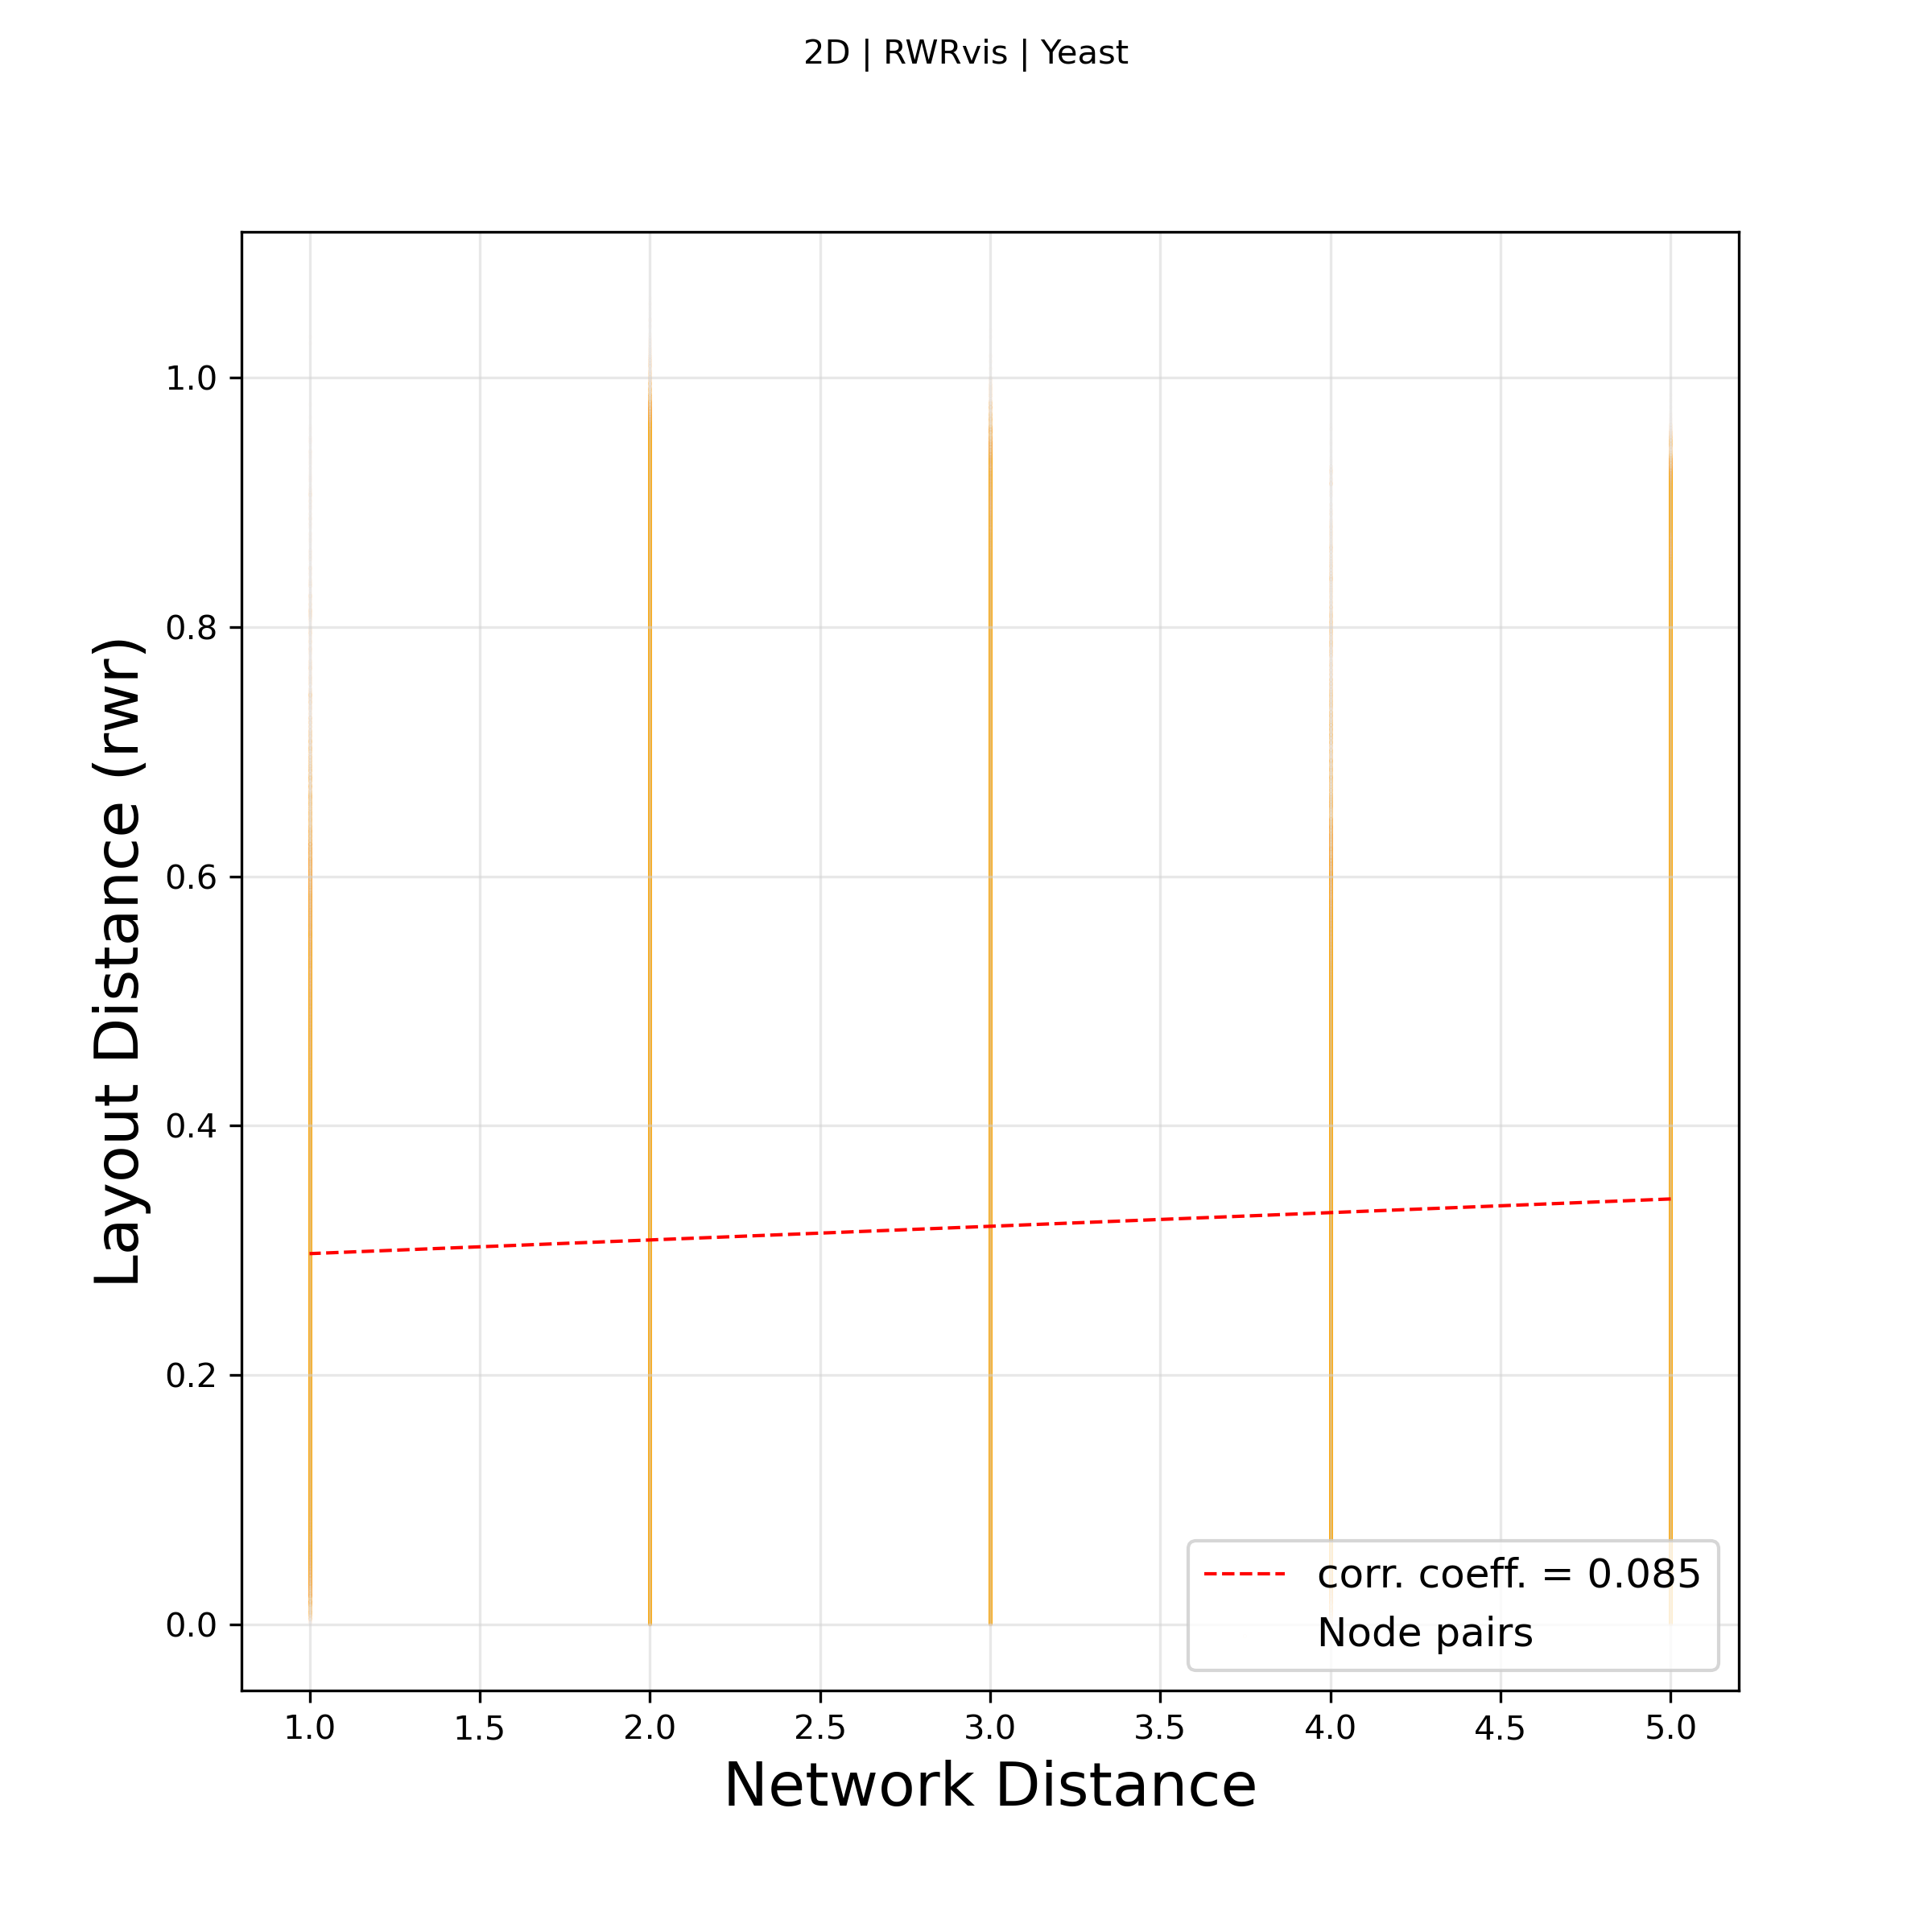 2D | RWRvis | Yeast
Layout Distance (rwr)
1.0
0.8
0.6
0.4
0.2
0.0
corr. coeff. = 0.085
Node pairs
1.0 1.5 2.0 2.5 3.0 3.5 4.0 4.5 5.0
Network Distance